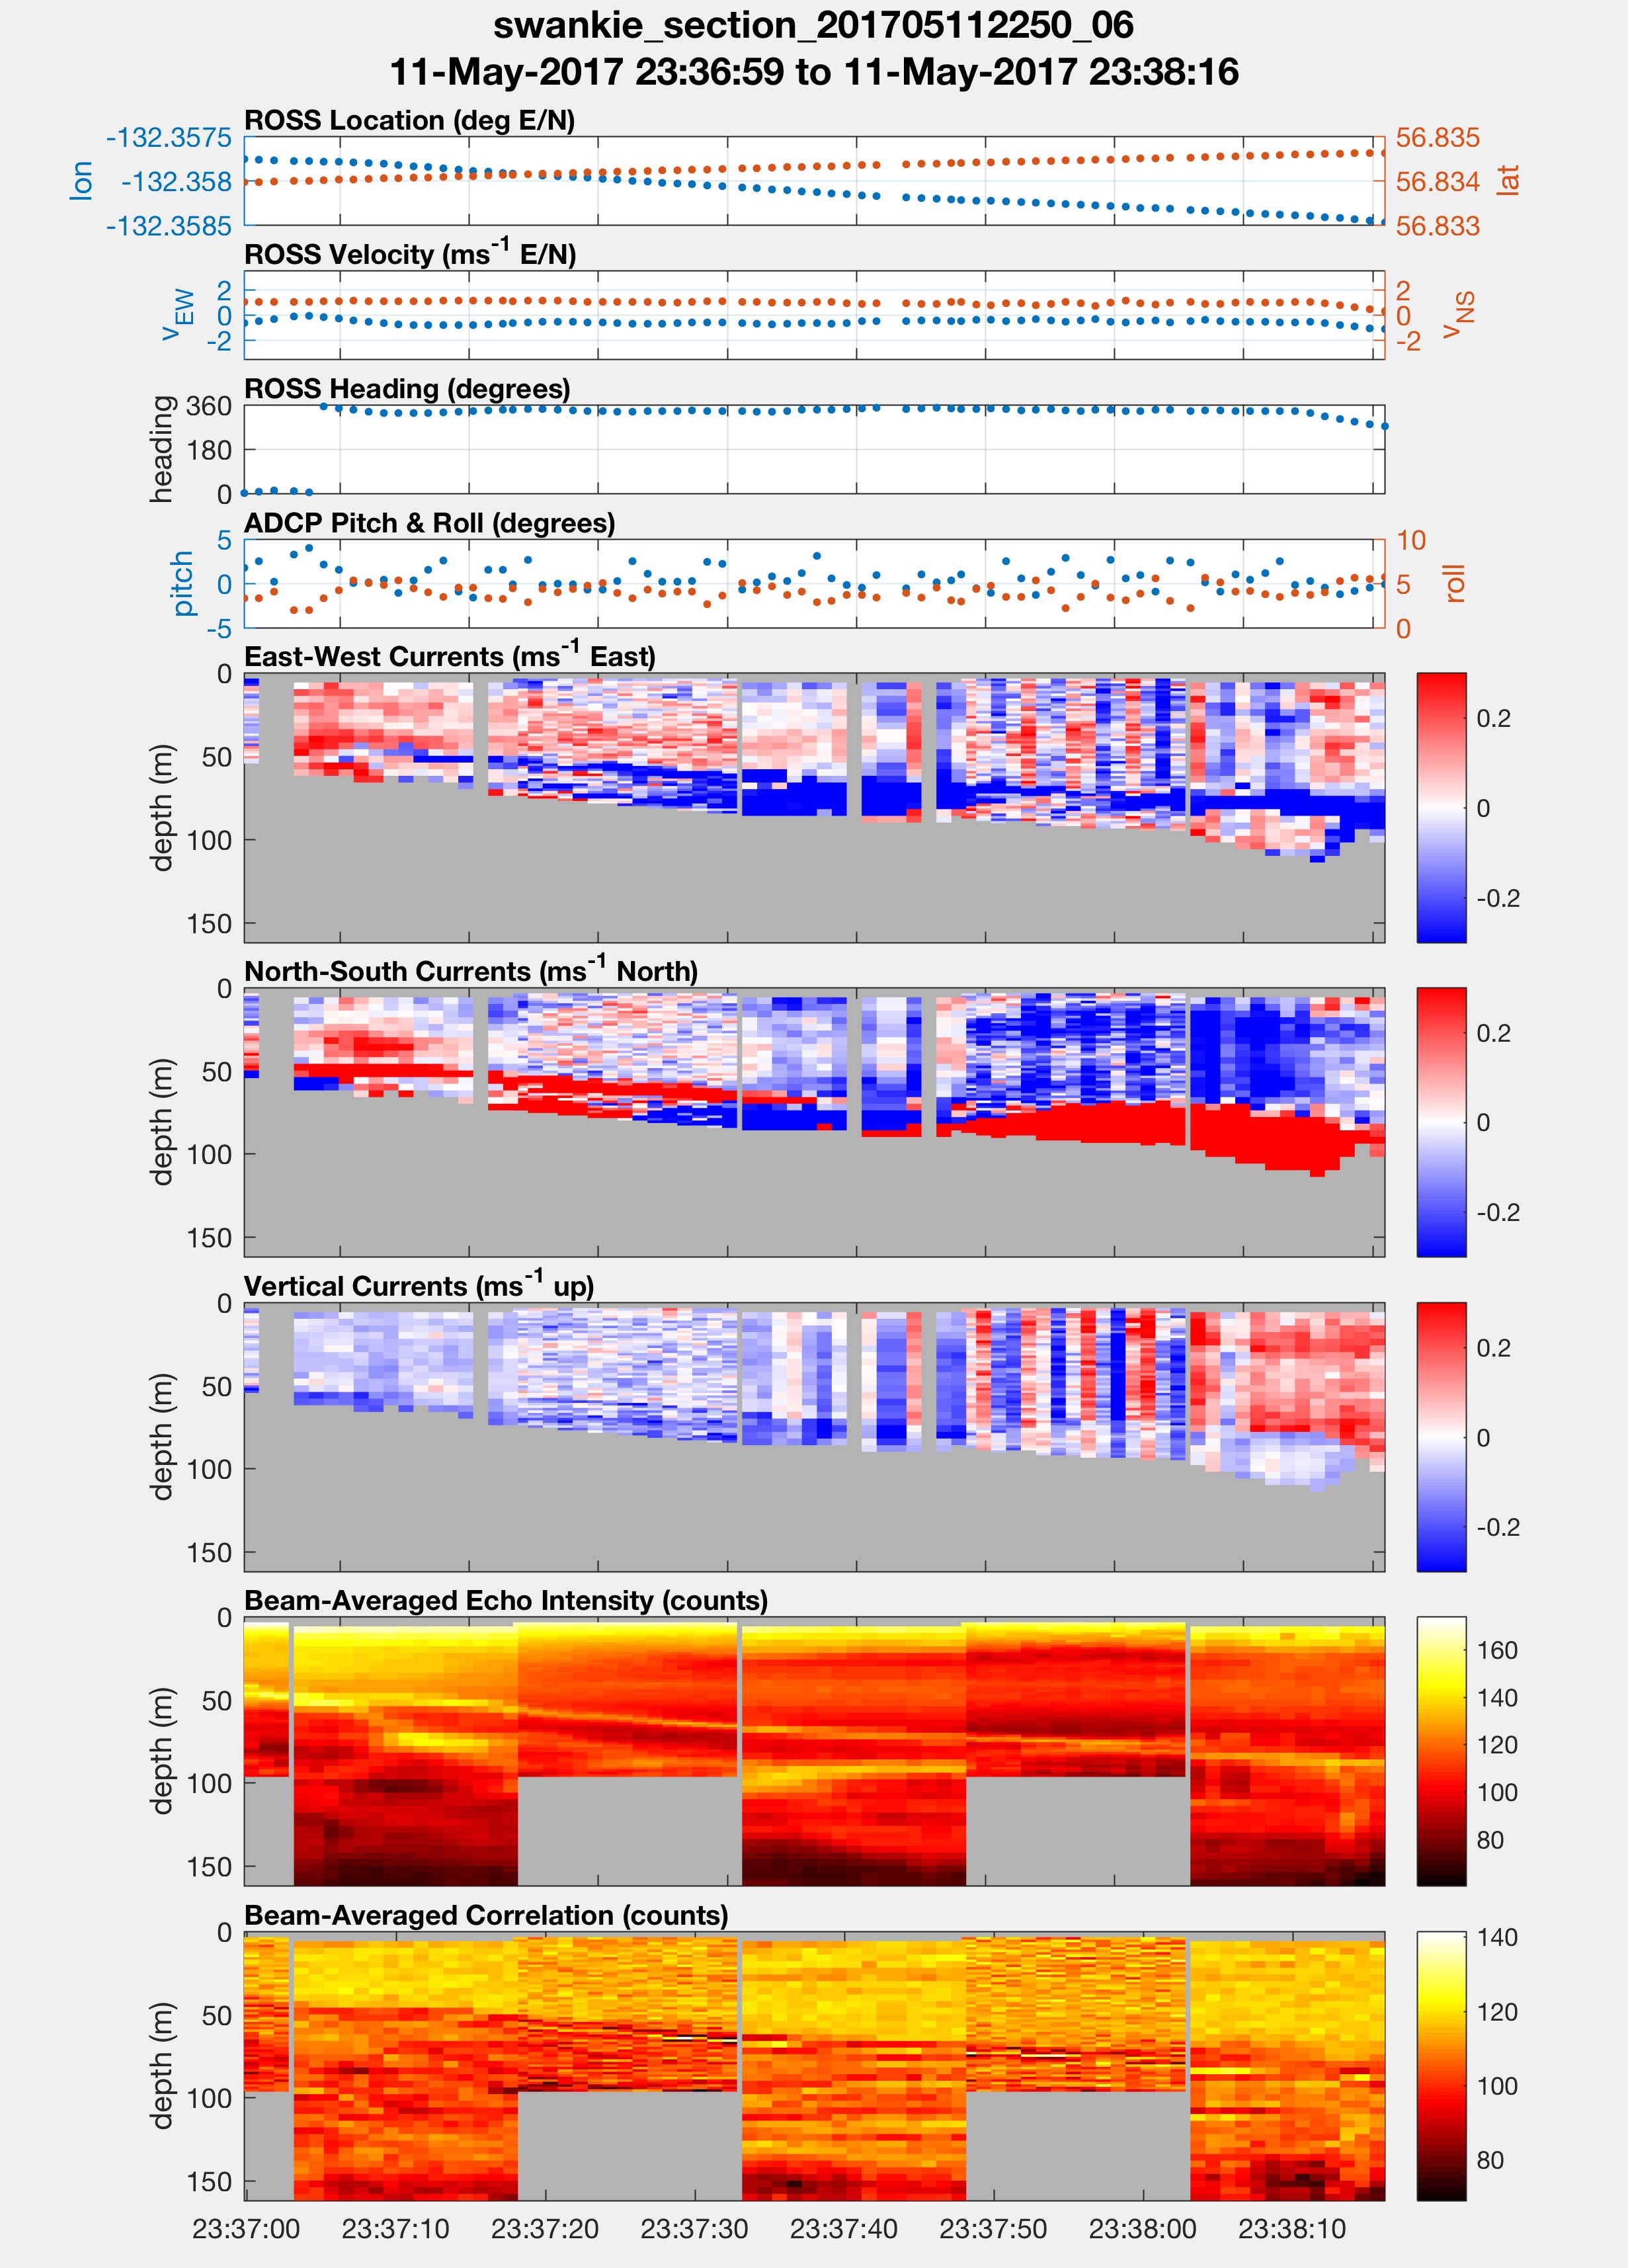 swankie_section_201705112250_06
11-May-2017 23:36:59 to 11-May-2017 23:38:16
ROSS Location (deg E/N)
-132.3575
-132.358
-132.3585
lon
56.835
56.834
56.833
lat
ROSS Velocity (ms-1 E/N)
2
0
-2
vEW
2
0
-2
vNS
ROSS Heading (degrees)
360
180
0
heading
ADCP Pitch & Roll (degrees)
5
0
-5
pitch
10
5
0
roll
East-West Currents (ms-1 East)
0
50
100
150
depth (m)
0.2
0
-0.2
North-South Currents (ms-1 North)
0
50
100
150
depth (m)
0.2
0
-0.2
Vertical Currents (ms-1 up)
0
50
100
150
depth (m)
0.2
0
-0.2
Beam-Averaged Echo Intensity (counts)
0
50
100
150
depth (m)
160
140
120
100
80
Beam-Averaged Correlation (counts)
0
50
100
150
depth (m)
140
120
100
80
23:37:00 23:37:10 23:37:20 23:37:30 23:37:40 23:37:50 23:38:00 23:38:10